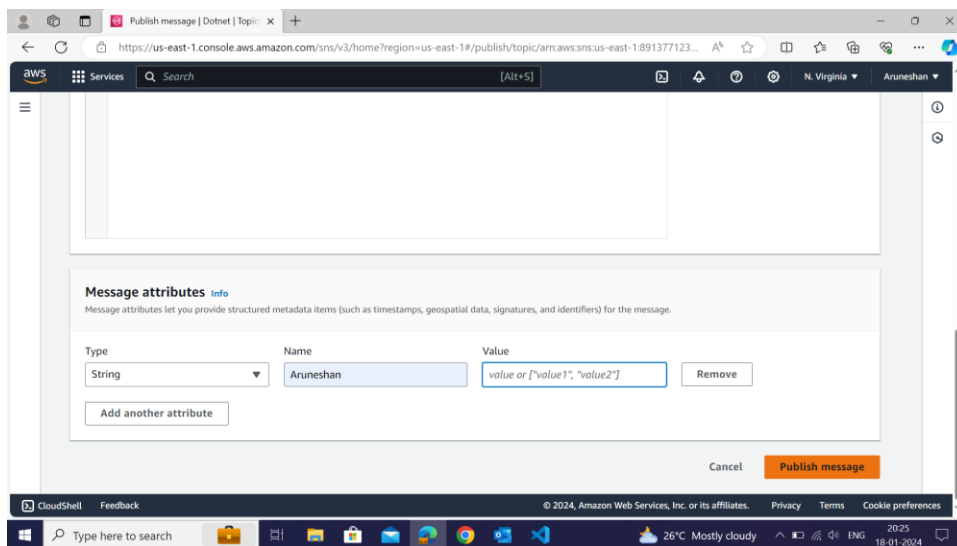 Publish message | Dotnet | Topic
https://us-east-1.console.aws.amazon.com/sns/v3/home?region=us-east-1#/publish/topic/arn:aws:sns:us-east-1:891377123...
aws Services Search [Alt+S] N. Virginia Aruneshan
Message attributes Info
Message attributes let you provide structured metadata items (such as timestamps, geospatial data, signatures, and identifiers) for the message.
Type Name Value
String Aruneshan value or ["value1", "value2"] Remove
Add another attribute
Cancel Publish message
CloudShell Feedback © 2024, Amazon Web Services, Inc. or its affiliates. Privacy Terms Cookie preferences
Type here to search 26°C Mostly cloudy ENG 20:25
18-01-2024